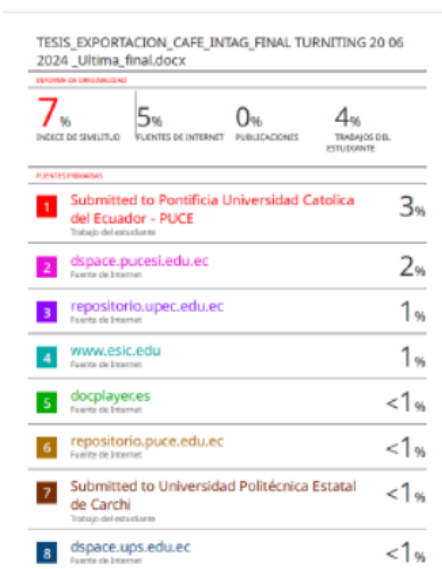 TESIS_EXPORTACION_CAFE_INTAG_FINAL TURNITING 20 06
2024 _Ultima_final.docx
INFORME DE ORIGINALIDAD
7% 5% 0% 4%
INDICE DE SIMILITUD FUENTES DE INTERNET PUBLICACIONES TRABAJOS DEL
ESTUDIANTE
FUENTES PRIMARIAS
1 Submitted to Pontificia Universidad Catolica 3%
del Ecuador - PUCE
Trabajo del estudiante
2 dspace.pucesi.edu.ec 2%
Fuente de Internet
3 repositorio.upec.edu.ec 1%
Fuente de Internet
4 www.esic.edu 1%
Fuente de Internet
5 docplayer.es <1%
Fuente de Internet
6 repositorio.puce.edu.ec <1%
Fuente de Internet
7 Submitted to Universidad Politécnica Estatal <1%
de Carchi
Trabajo del estudiante
8 dspace.ups.edu.ec <1%
Fuente de Internet